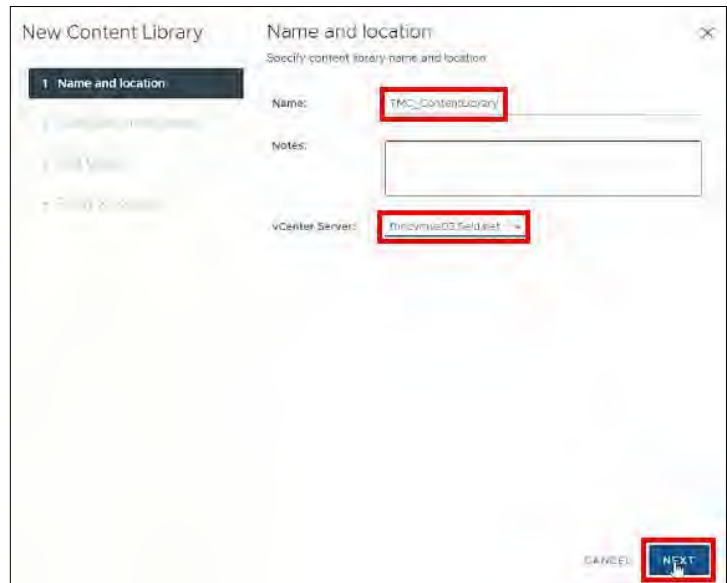 New Content Library
1 Name and location
Name and location
Specify content library name and location
Name:
TMC_ContentLibrary
Notes:
vCenter Server:
CANCEL
NEXT